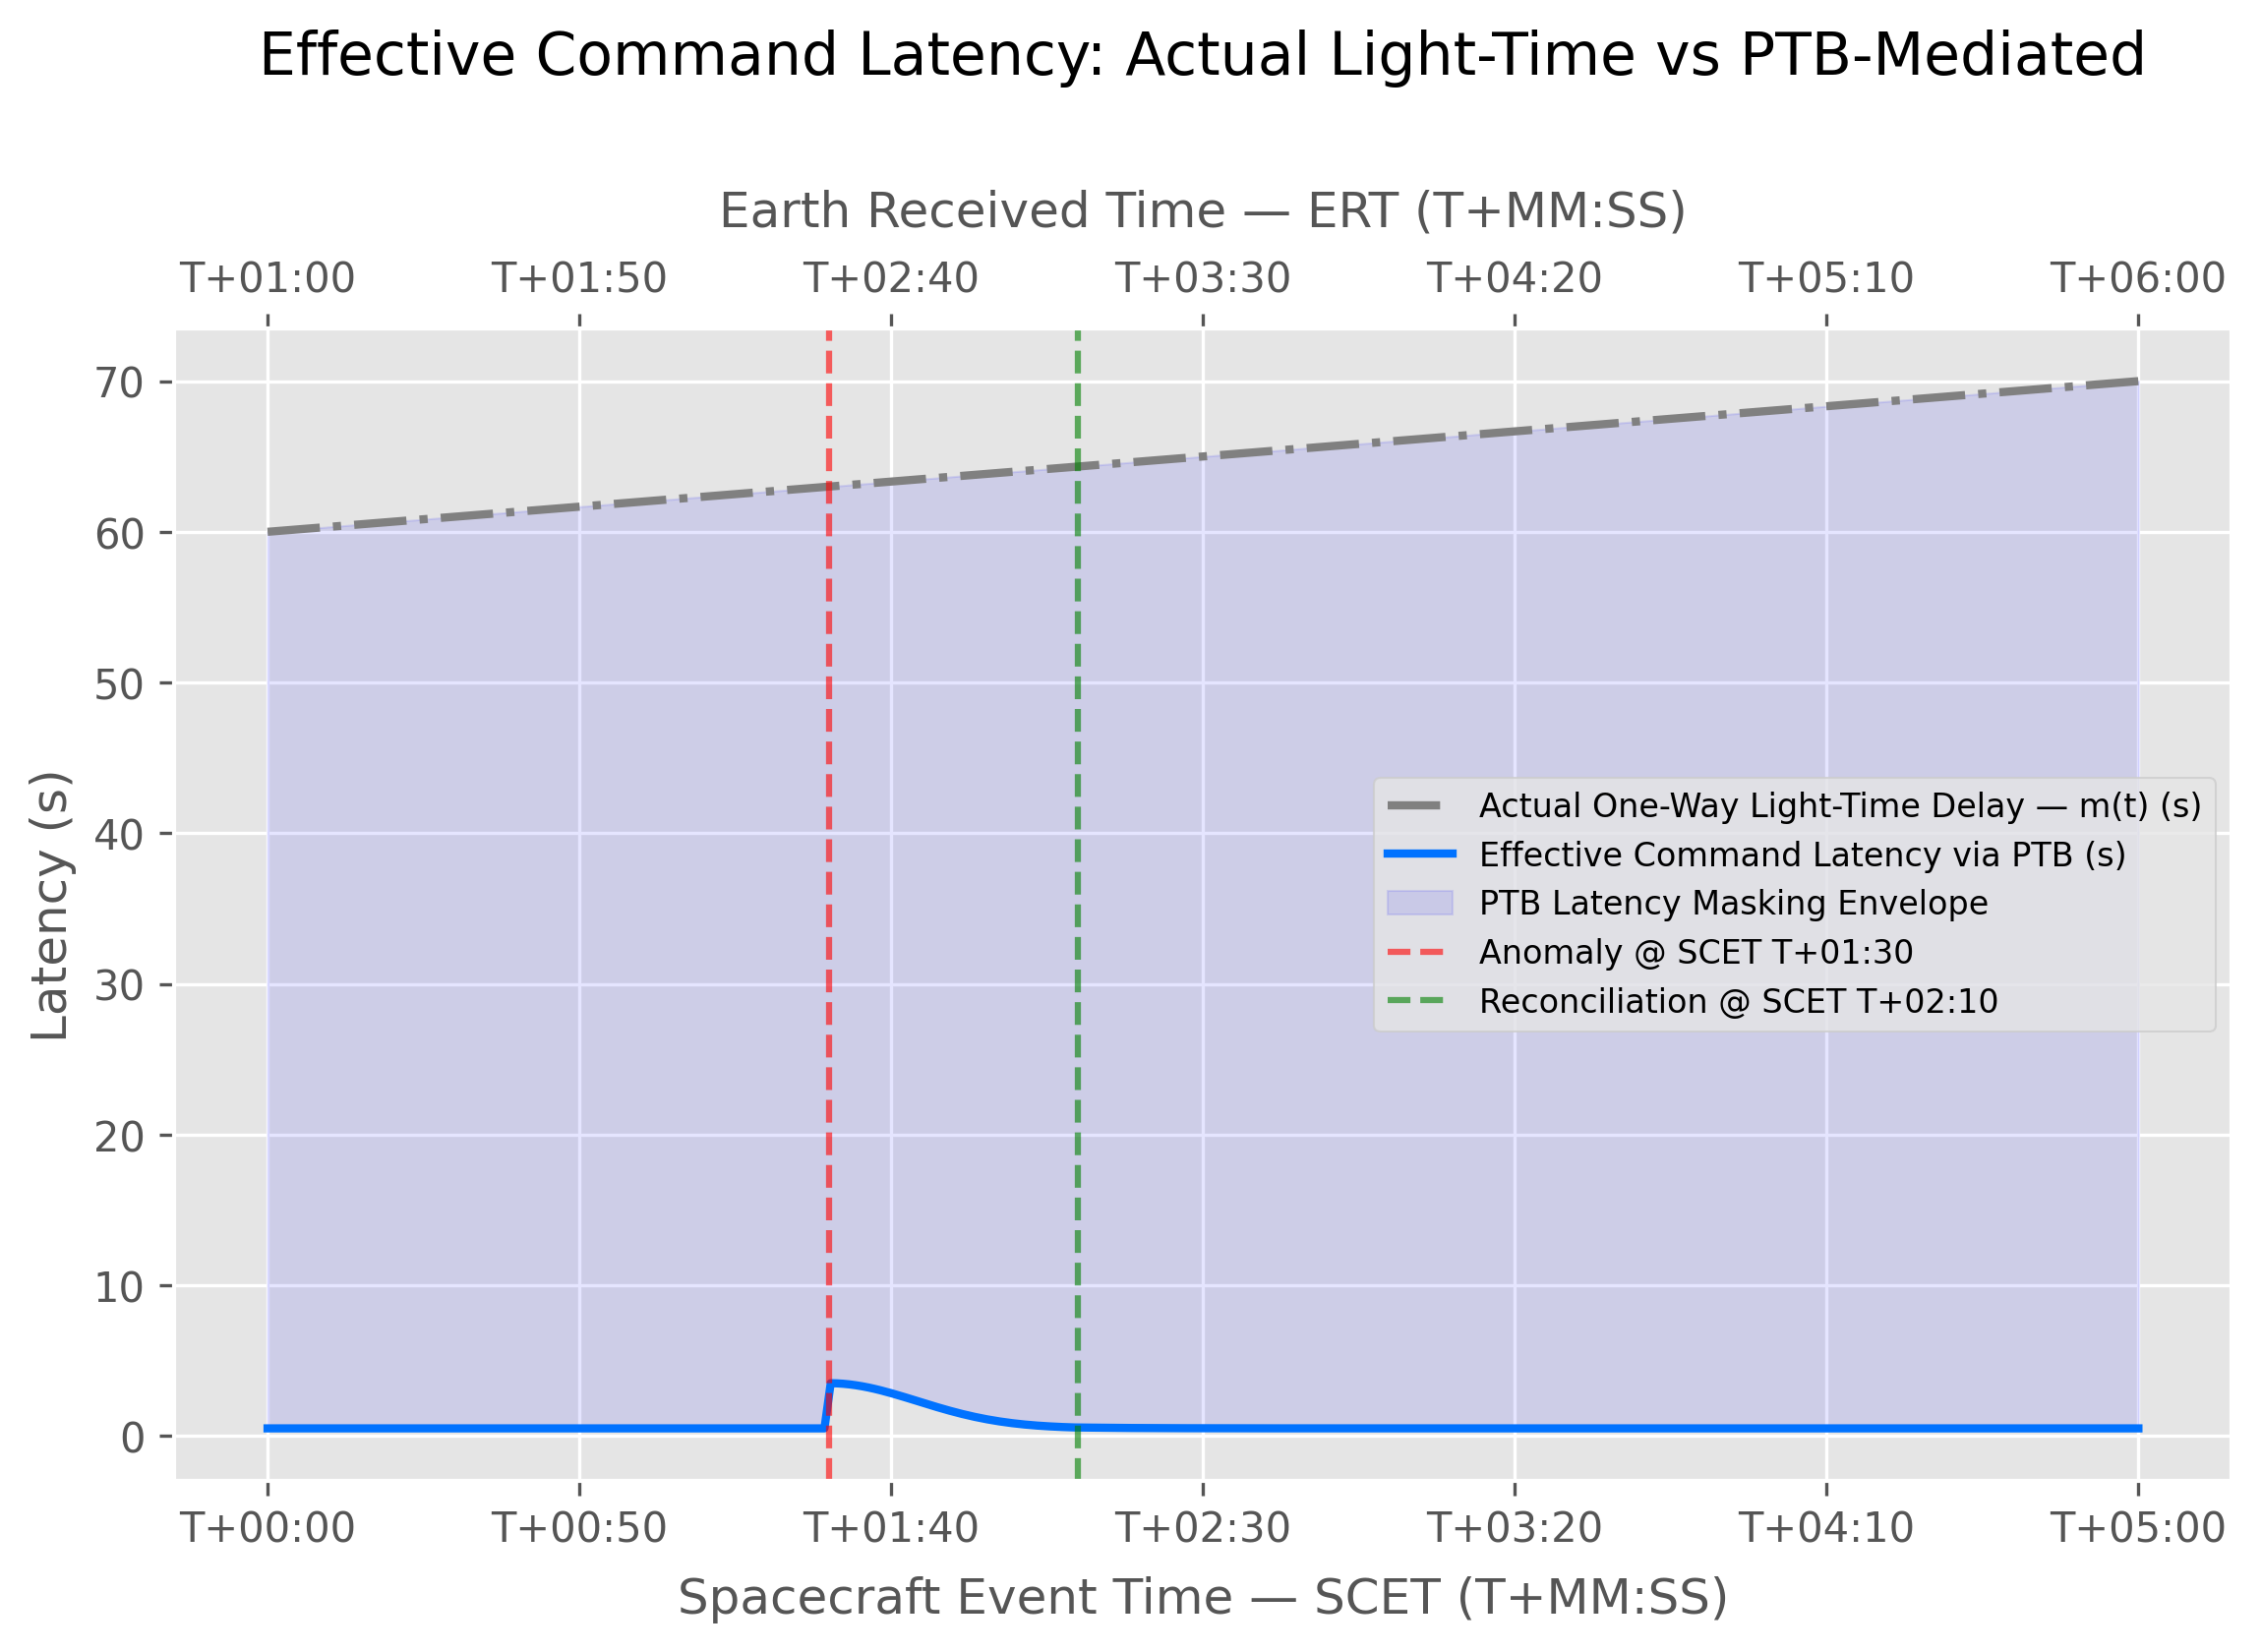 Effective Command Latency: Actual Light-Time vs PTB-Mediated
Earth Received Time — ERT (T+MM:SS)
T+01:00 T+01:50 T+02:40 T+03:30 T+04:20 T+05:10 T+06:00
70
60
50
40
30
20
10
0
Latency (s)
Actual One-Way Light-Time Delay — m(t) (s)
Effective Command Latency via PTB (s)
PTB Latency Masking Envelope
Anomaly @ SCET T+01:30
Reconciliation @ SCET T+02:10
T+00:00 T+00:50 T+01:40 T+02:30 T+03:20 T+04:10 T+05:00
Spacecraft Event Time — SCET (T+MM:SS)